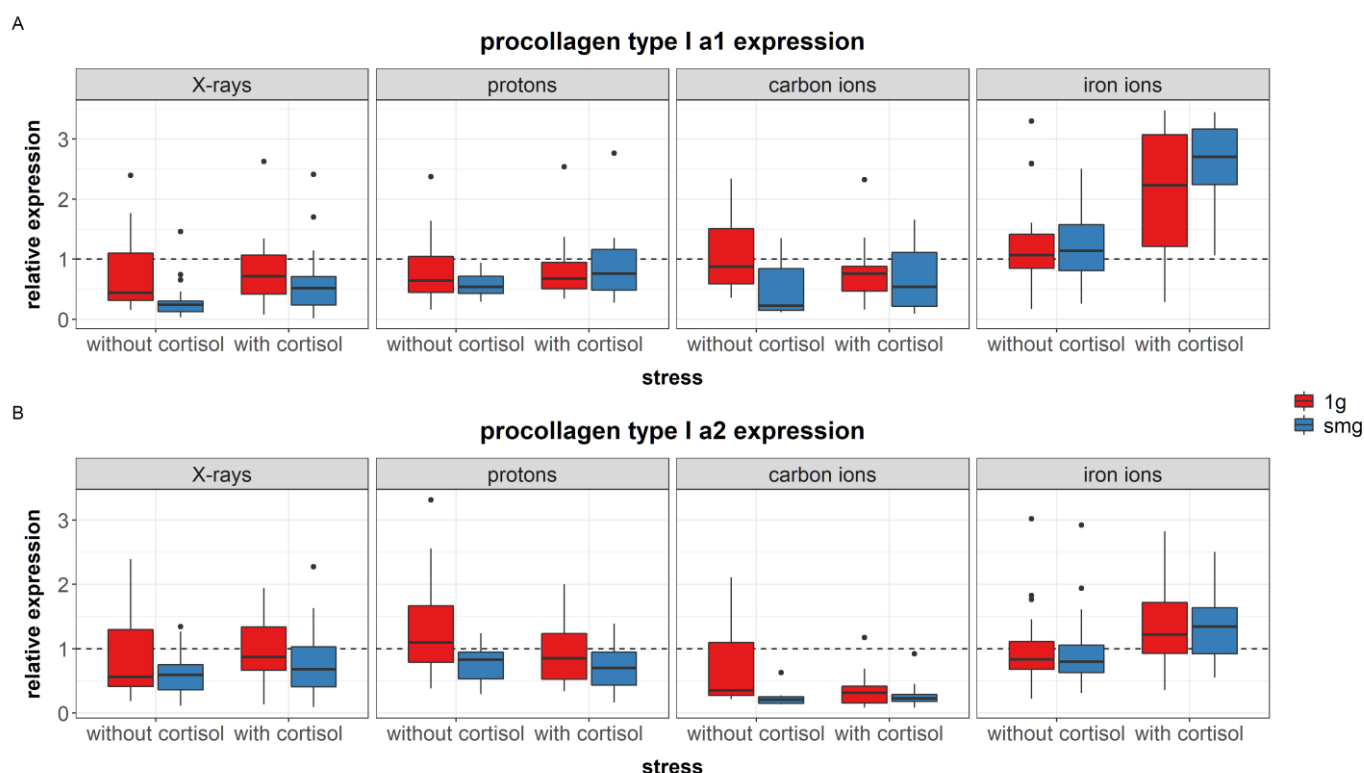 A
procollagen type I a1 expression
X-rays protons carbon ions iron ions
relative expression
3
2
1
0
without cortisol with cortisol without cortisol with cortisol without cortisol with cortisol without cortisol with cortisol
stress
1g
smg
B
procollagen type I a2 expression
X-rays protons carbon ions iron ions
relative expression
3
2
1
0
without cortisol with cortisol without cortisol with cortisol without cortisol with cortisol without cortisol with cortisol
stress